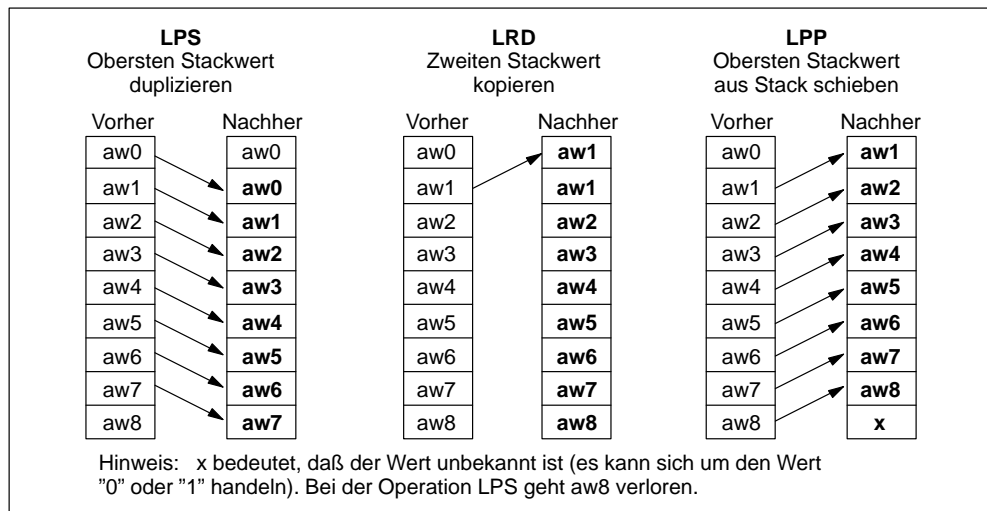 LPS
Obersten Stackwert
duplizieren
Vorher Nachher
aw0 aw0
aw1 aw0
aw2 aw1
aw3 aw2
aw4 aw3
aw5 aw4
aw6 aw5
aw7 aw6
aw8 aw7
LRD
Zweiten Stackwert
kopieren
Vorher Nachher
aw0 aw1
aw1 aw1
aw2 aw2
aw3 aw3
aw4 aw4
aw5 aw5
aw6 aw6
aw7 aw7
aw8 aw8
LPP
Obersten Stackwert
aus Stack schieben
Vorher Nachher
aw0 aw1
aw1 aw2
aw2 aw3
aw3 aw4
aw4 aw5
aw5 aw6
aw6 aw7
aw7 aw8
aw8 x
Hinweis: x bedeutet, daß der Wert unbekannt ist (es kann sich um den Wert
”0” oder ”1” handeln). Bei der Operation LPS geht aw8 verloren.